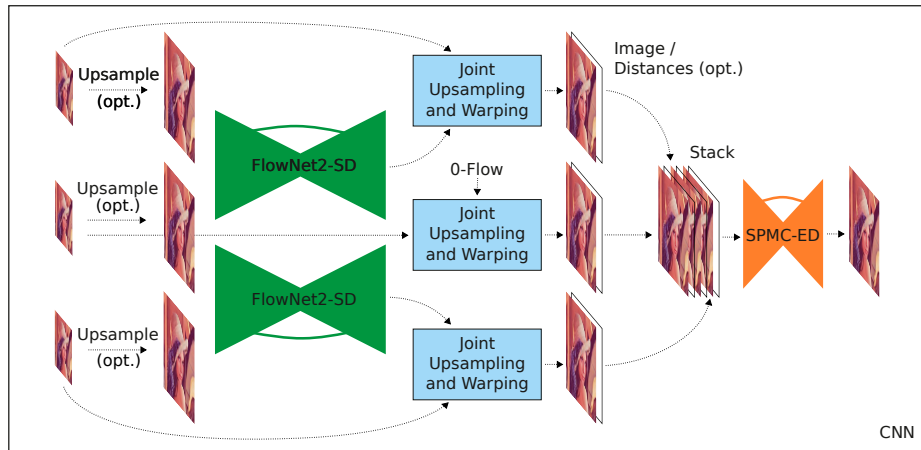 Upsample
(opt.)
Joint
Upsampling
and Warping
Image /
Distances (opt.)
FlowNet2-SD
0-Flow
Stack
Upsample
(opt.)
Joint
Upsampling
and Warping
SPMC-ED
FlowNet2-SD
Upsample
(opt.)
Joint
Upsampling
and Warping
CNN